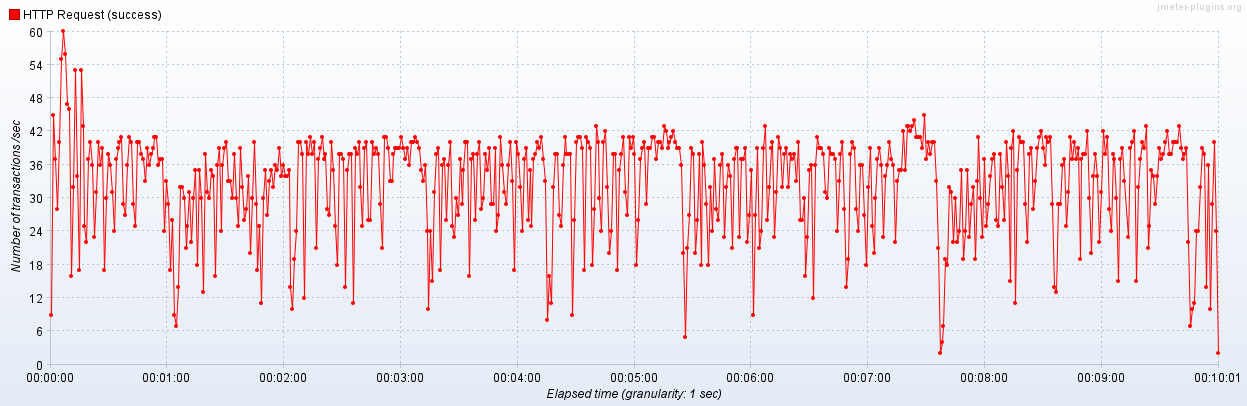 HTTP Request (success)
jmeter-plugins.org
60
54
48
42
36
30
24
18
12
6
0
Number of transactions /sec
00:00:00 00:01:00 00:02:00 00:03:00 00:04:00 00:05:00 00:06:00 00:07:00 00:08:00 00:09:00 00:10:01
Elapsed time (granularity: 1 sec)